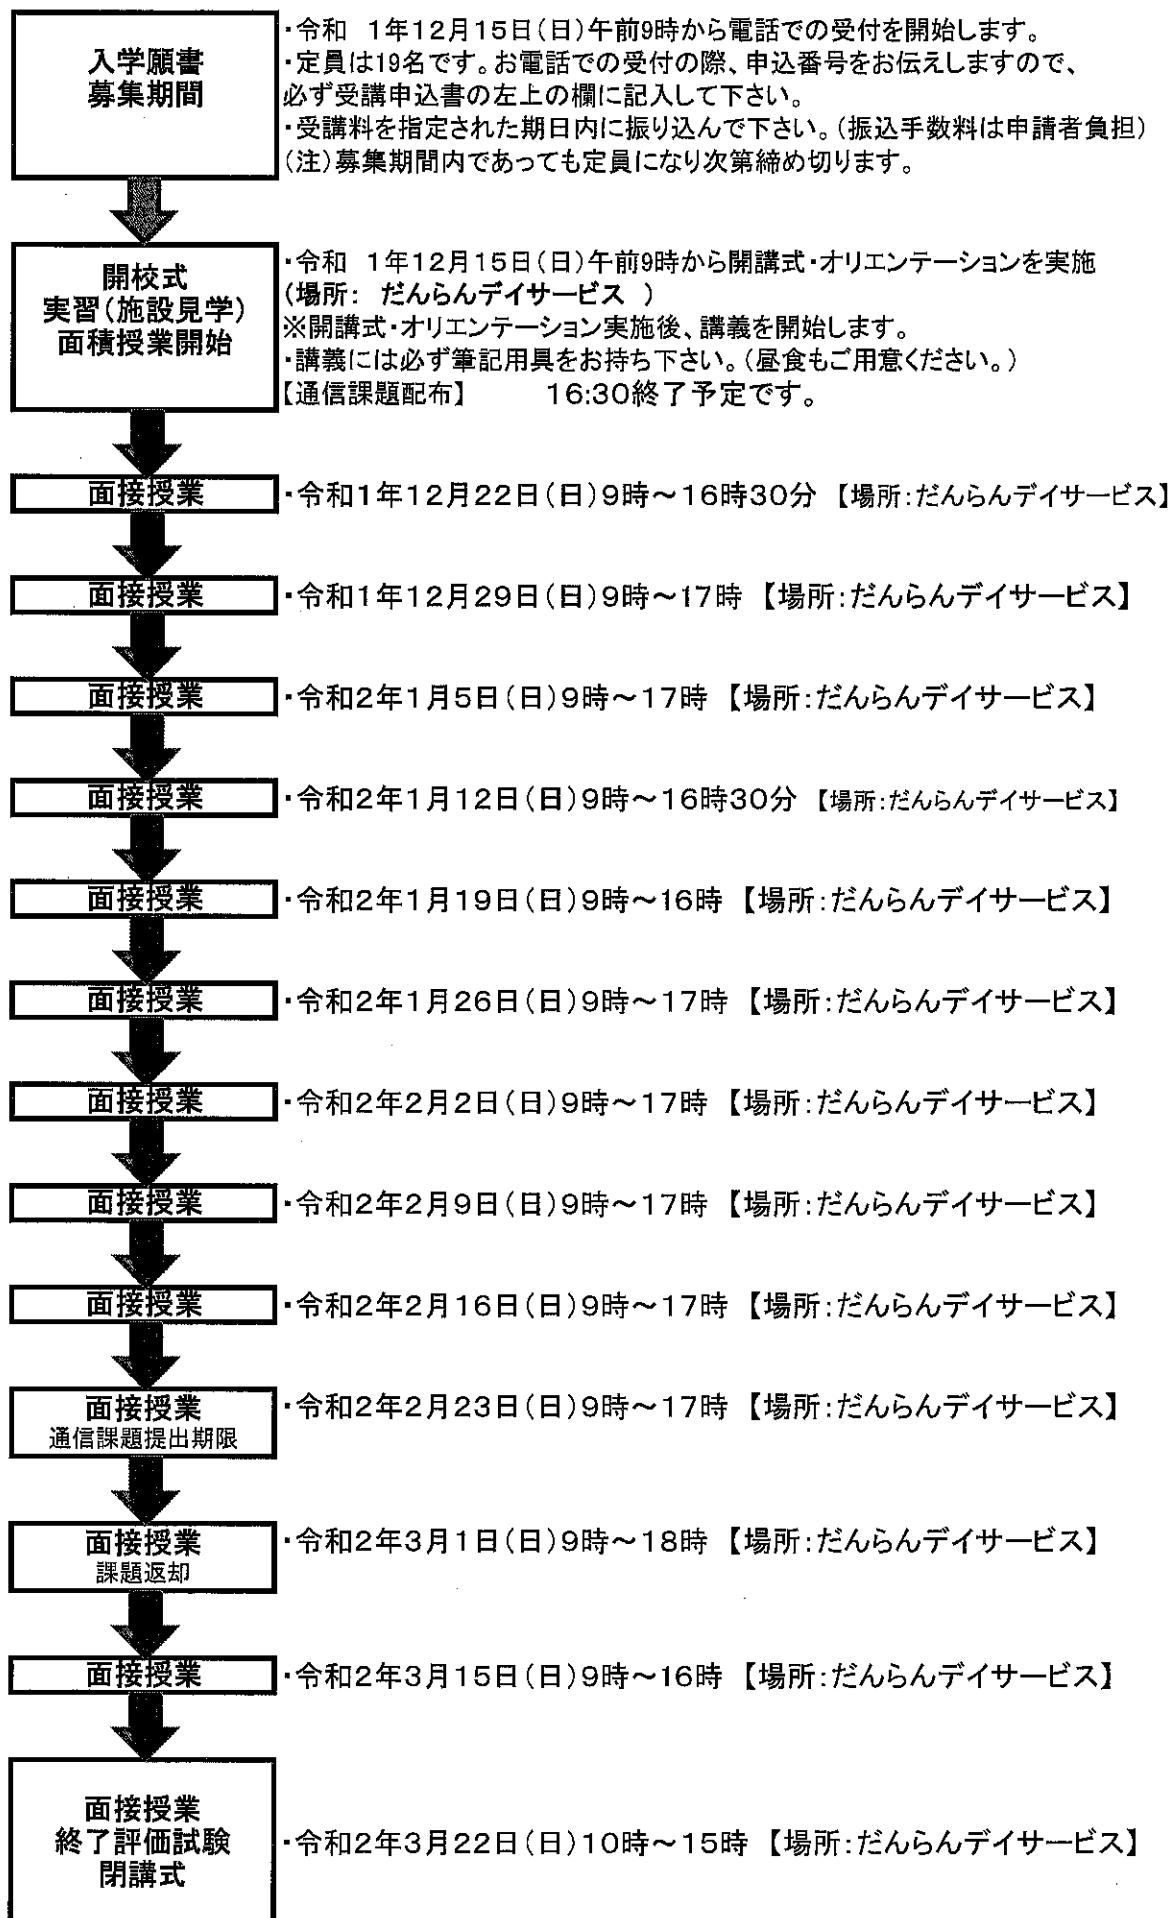 入学願書
募集期間
・令和　1年12月15日(日)午前9時から電話での受付を開始します。
・定員は19名です。お電話での受付の際、申込番号をお伝えしますので、
必ず受講申込書の左上の欄に記入して下さい。
・受講料を指定された期日内に振り込んで下さい。(振込手数料は申請者負担)
(注)募集期間内であっても定員になり次第締め切ります。
開校式
実習(施設見学)
面積授業開始
・令和　1年12月15日(日)午前9時から開講式・オリエンテーションを実施
(場所:　だんらんデイサービス　)
※開講式・オリエンテーション実施後、講義を開始します。
・講義には必ず筆記用具をお持ち下さい。(昼食もご用意ください。)
【通信課題配布】　　　16:30終了予定です。
面接授業 ・令和1年12月22日(日)9時～16時30分 【場所:だんらんデイサービス】
面接授業 ・令和1年12月29日(日)9時～17時 【場所:だんらんデイサービス】
面接授業 ・令和2年1月5日(日)9時～17時 【場所:だんらんデイサービス】
面接授業 ・令和2年1月12日(日)9時～16時30分 【場所:だんらんデイサービス】
面接授業 ・令和2年1月19日(日)9時～16時 【場所:だんらんデイサービス】
面接授業 ・令和2年1月26日(日)9時～17時 【場所:だんらんデイサービス】
面接授業 ・令和2年2月2日(日)9時～17時 【場所:だんらんデイサービス】
面接授業 ・令和2年2月9日(日)9時～17時 【場所:だんらんデイサービス】
面接授業 ・令和2年2月16日(日)9時～17時 【場所:だんらんデイサービス】
面接授業 ・令和2年2月23日(日)9時～17時 【場所:だんらんデイサービス】
通信課題提出期限
面接授業 ・令和2年3月1日(日)9時～18時 【場所:だんらんデイサービス】
課題返却
面接授業 ・令和2年3月15日(日)9時～16時 【場所:だんらんデイサービス】
面接授業
終了評価試験 ・令和2年3月22日(日)10時～15時 【場所:だんらんデイサービス】
閉講式